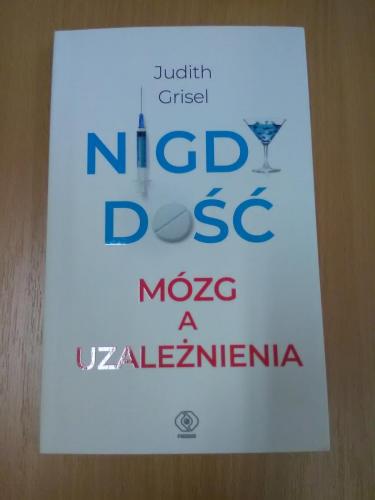 Judith
Grisel
NIGDY
DOŚĆ
MÓZG
A
UZALEŻNIENIA